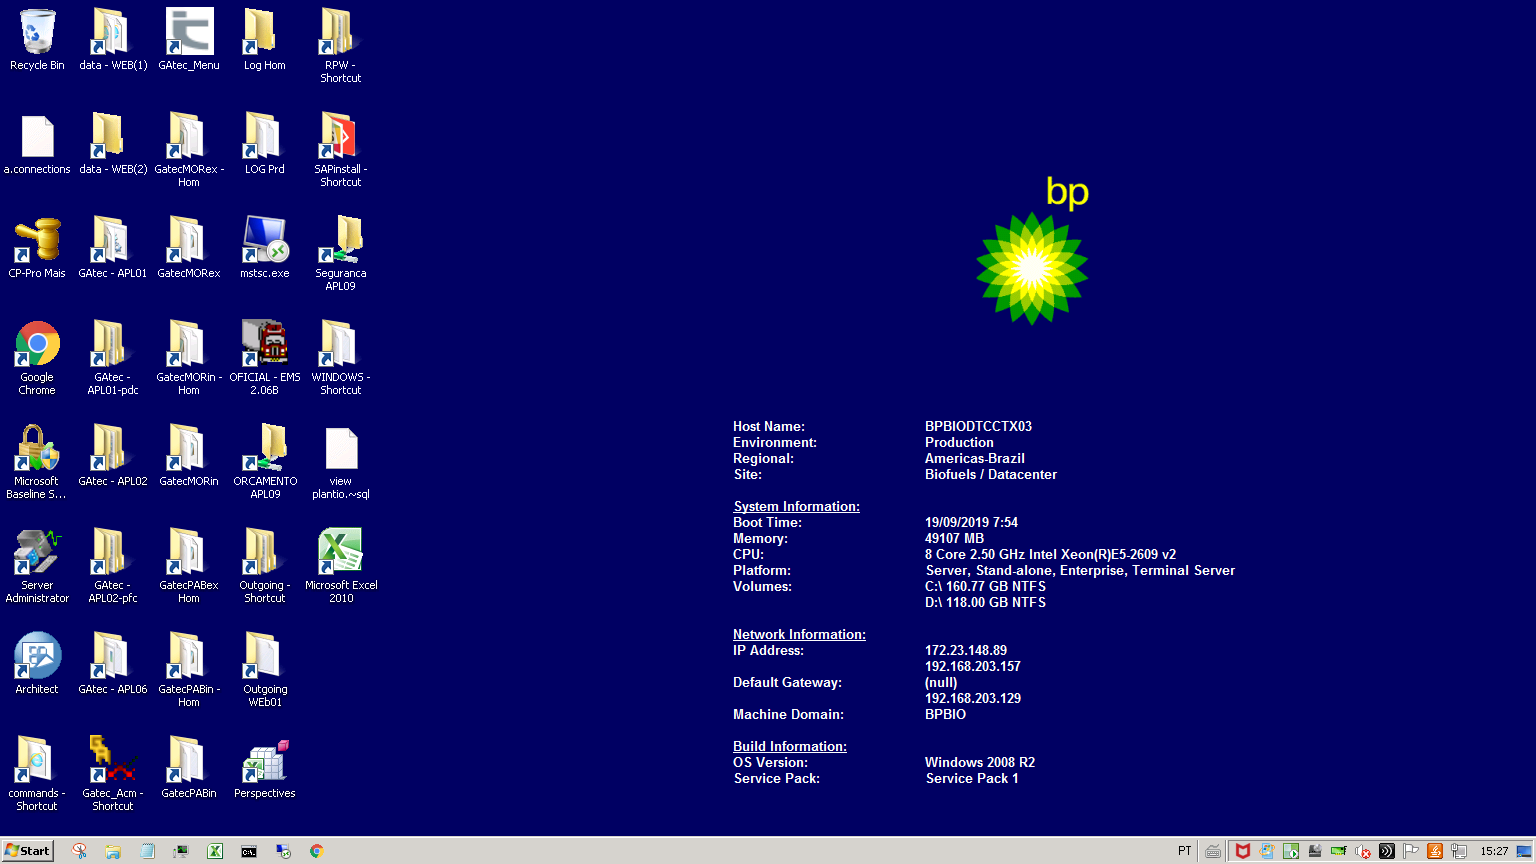 Recycle Bin
data - WEB(1)
GAtec_Menu
Log Hom
RPW -
Shortcut
a.connections
data - WEB(2)
GatecMORex -
Hom
LOG Prd
SAPinstall -
Shortcut
CP-Pro Mais
GAtec - APL01
GatecMORex
mstsc.exe
Seguranca
APL09
Google
Chrome
GAtec -
APL01-pdc
GatecMORin -
Hom
OFICIAL - EMS
2.06B
WINDOWS -
Shortcut
Microsoft
Baseline S...
GAtec - APL02
GatecMORin
ORCAMENTO
APL09
view
plantio.~sql
Server
Administrator
GAtec -
APL02-pfc
GatecPABex
Hom
Outgoing -
Shortcut
Microsoft Excel
2010
Architect
GAtec - APL06
GatecPABin -
Hom
Outgoing
WEb01
commands -
Shortcut
Gatec_Acm -
Shortcut
GatecPABin
Perspectives
bp
Host Name: BPBIODTCCTX03
Environment: Production
Regional: Americas-Brazil
Site: Biofuels / Datacenter
System Information:
Boot Time: 19/09/2019 7:54
Memory: 49107 MB
CPU: 8 Core 2.50 GHz Intel Xeon(R)E5-2609 v2
Platform: Server, Stand-alone, Enterprise, Terminal Server
Volumes: C:\ 160.77 GB NTFS
D:\ 118.00 GB NTFS
Network Information:
IP Address: 172.23.148.89
192.168.203.157
Default Gateway: (null)
192.168.203.129
Machine Domain: BPBIO
Build Information:
OS Version: Windows 2008 R2
Service Pack: Service Pack 1
Start
PT
15:27